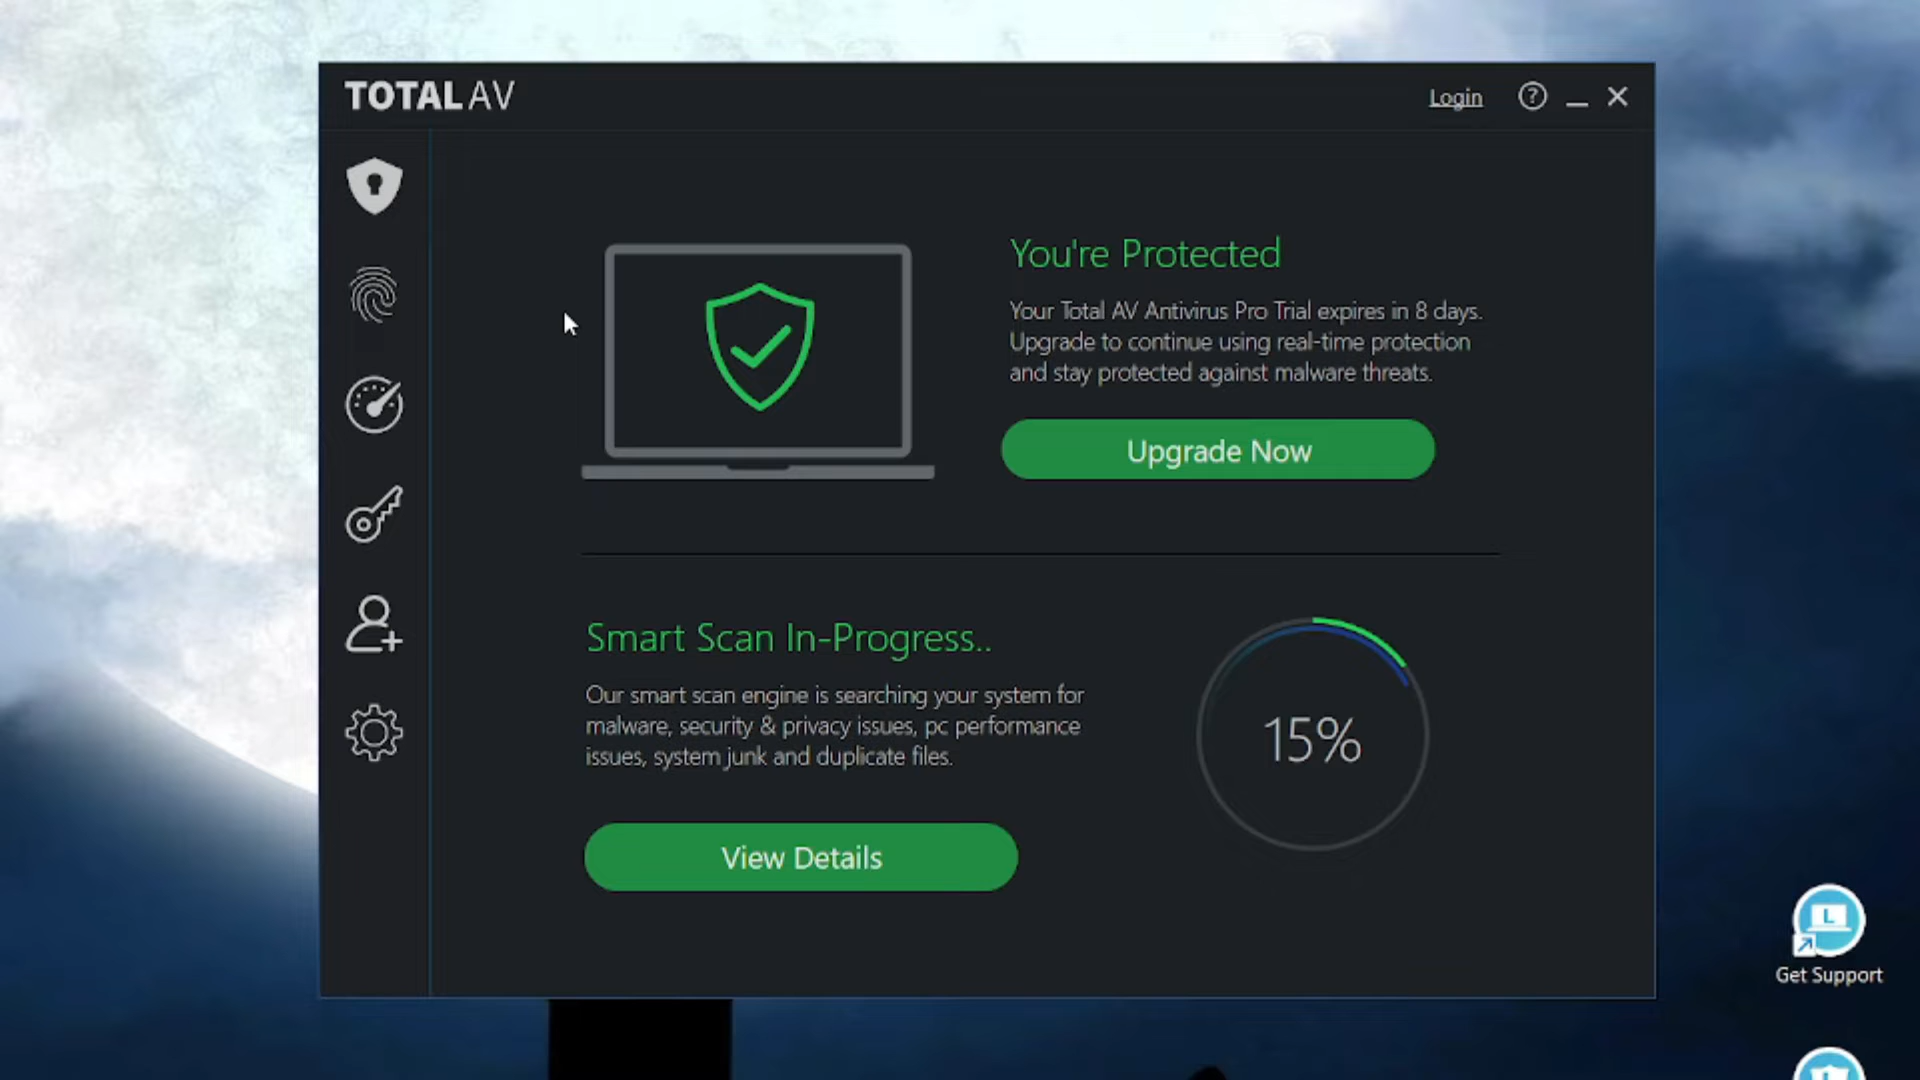 TOTAL AV
Login
You're Protected
Your Total AV Antivirus Pro Trial expires in 8 days.
Upgrade to continue using real-time protection
and stay protected against malware threats.
Upgrade Now
Smart Scan In-Progress..
Our smart scan engine is searching your system for
malware, security & privacy issues, pc performance
issues, system junk and duplicate files.
15%
View Details
L
Get Support